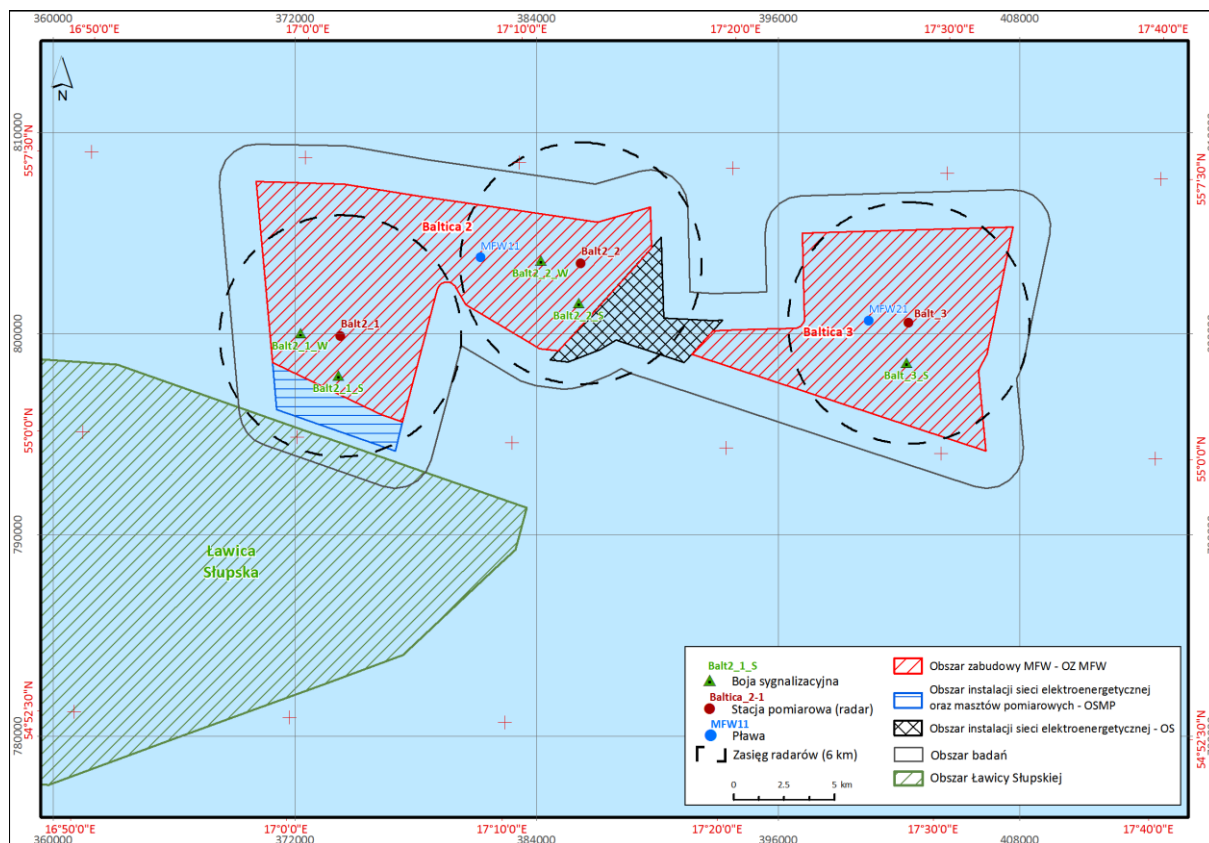 360000 372000 384000 396000 408000
16°50'0"E 17°0'0"E 17°10'0"E 17°20'0"E 17°30'0"E 17°40'0"E
N
810000
55°7'30"N
55°7'30"N
Baltica 2
MFW11
Balt2_2
Balt2_2_W
Balt2_2_S
MFW21
Balt_3
Baltica 3
800000
Balt2_1
Balt2_1_W
Balt_3_S
Balt2_1_S
55°0'0"N
55°0'0"N
790000
Ławica
Słupska
Balt2_1_S
Boja sygnalizacyjna
Baltica_2-1
Stacja pomiarowa (radar)
MFW11
Pława
Zasięg radarów (6 km)
0 2.5 5 km
Obszar zabudowy MFW - OZ MFW
Obszar instalacji sieci elektroenergetycznej
oraz masztów pomiarowych - OSMP
Obszar instalacji sieci elektroenergetycznej - OS
Obszar badań
Obszar Ławicy Słupskiej
780000
54°52'30"N
54°52'30"N
16°50'0"E 17°0'0"E 17°10'0"E 17°20'0"E 17°30'0"E 17°40'0"E
360000 372000 384000 396000 408000